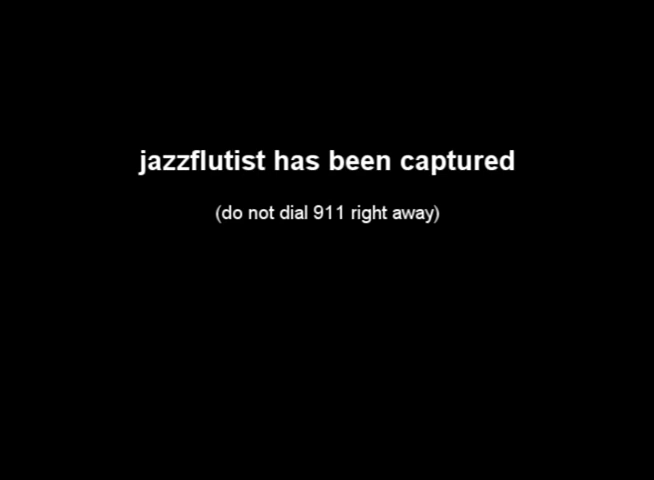 jazzflutist has been captured
(do not dial 911 right away)